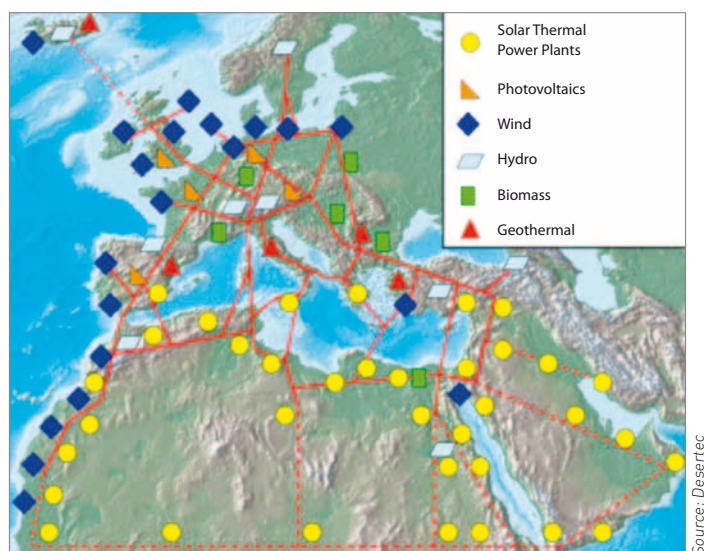 Solar Thermal
Power Plants
Photovoltaics
Wind
Hydro
Biomass
Geothermal
Source: Desertec